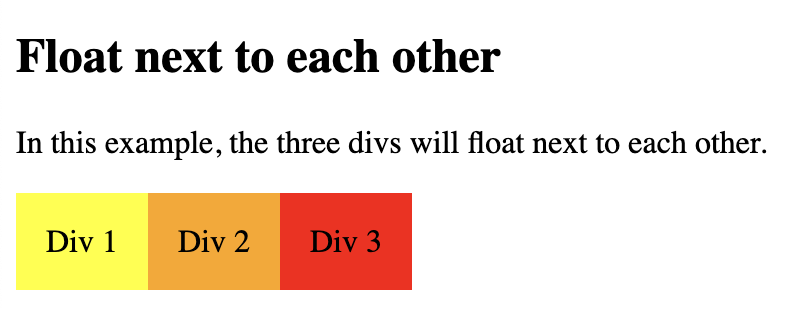 Float next to each other
In this example, the three divs will float next to each other.
Div 1 Div 2 Div 3